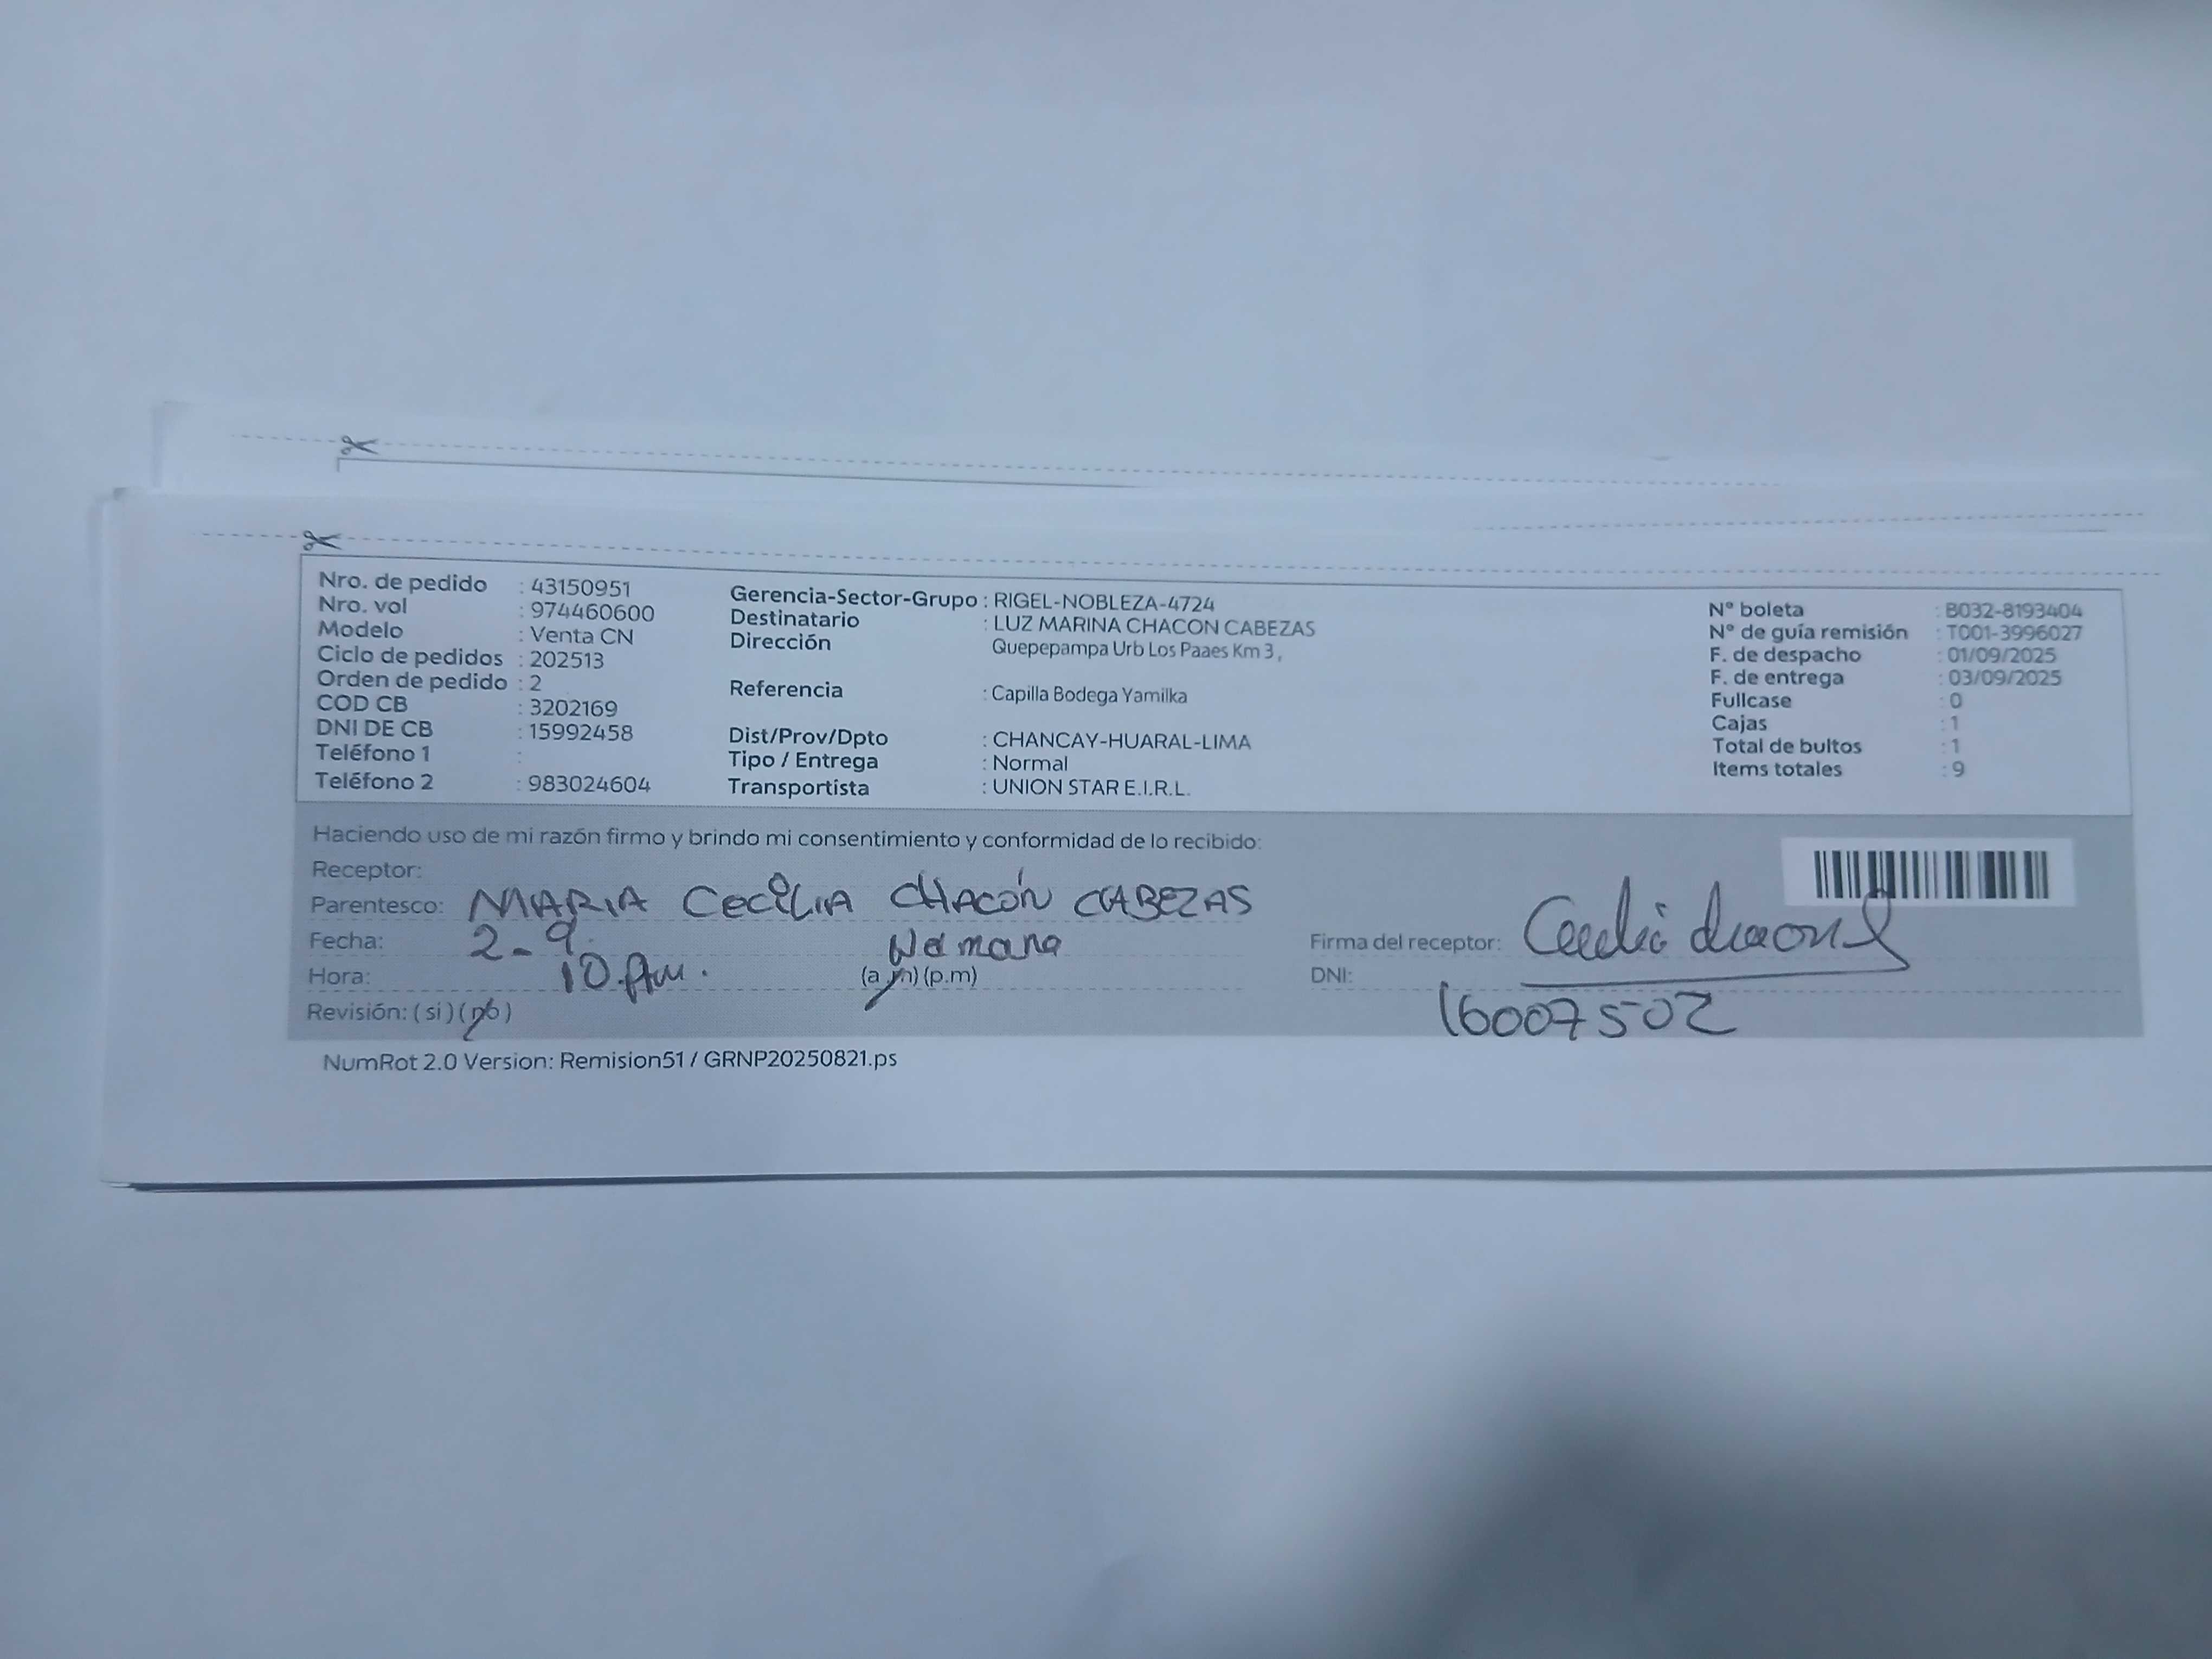 Nro. de pedido : 43150951
Nro. vol : 974460600
Modelo : Venta CN
Ciclo de pedidos : 202513
Orden de pedido : 2
COD CB : 3202169
DNI DE CB : 15992458
Teléfono 1 :
Teléfono 2 : 983024604
Gerencia-Sector-Grupo : RIGEL-NOBLEZA-4724
Destinatario : LUZ MARINA CHACON CABEZAS
Dirección Quepepampa Urb Los Paaes Km 3 ,
Referencia : Capilla Bodega Yamilka
Dist/Prov/Dpto : CHANCAY-HUARAL-LIMA
Tipo / Entrega : Normal
Transportista : UNION STAR E.I.R.L.
N° boleta : B032-8193404
N° de guía remisión : T001-3996027
F. de despacho : 01/09/2025
F. de entrega : 03/09/2025
Fullcase : 0
Cajas : 1
Total de bultos : 1
Items totales : 9
Haciendo uso de mi razón firmo y brindo mi consentimiento y conformidad de lo recibido:
Receptor:
Parentesco: MARIA CeCiLiA CHACóN CABEZAS
Fecha: 2-9.
Hora: 10.Am. (a.m) (p.m)
Revisión: ( si ) ( no )
Firma del receptor:
DNI: 16007502
NumRot 2.0 Version: Remision51 / GRNP20250821.ps